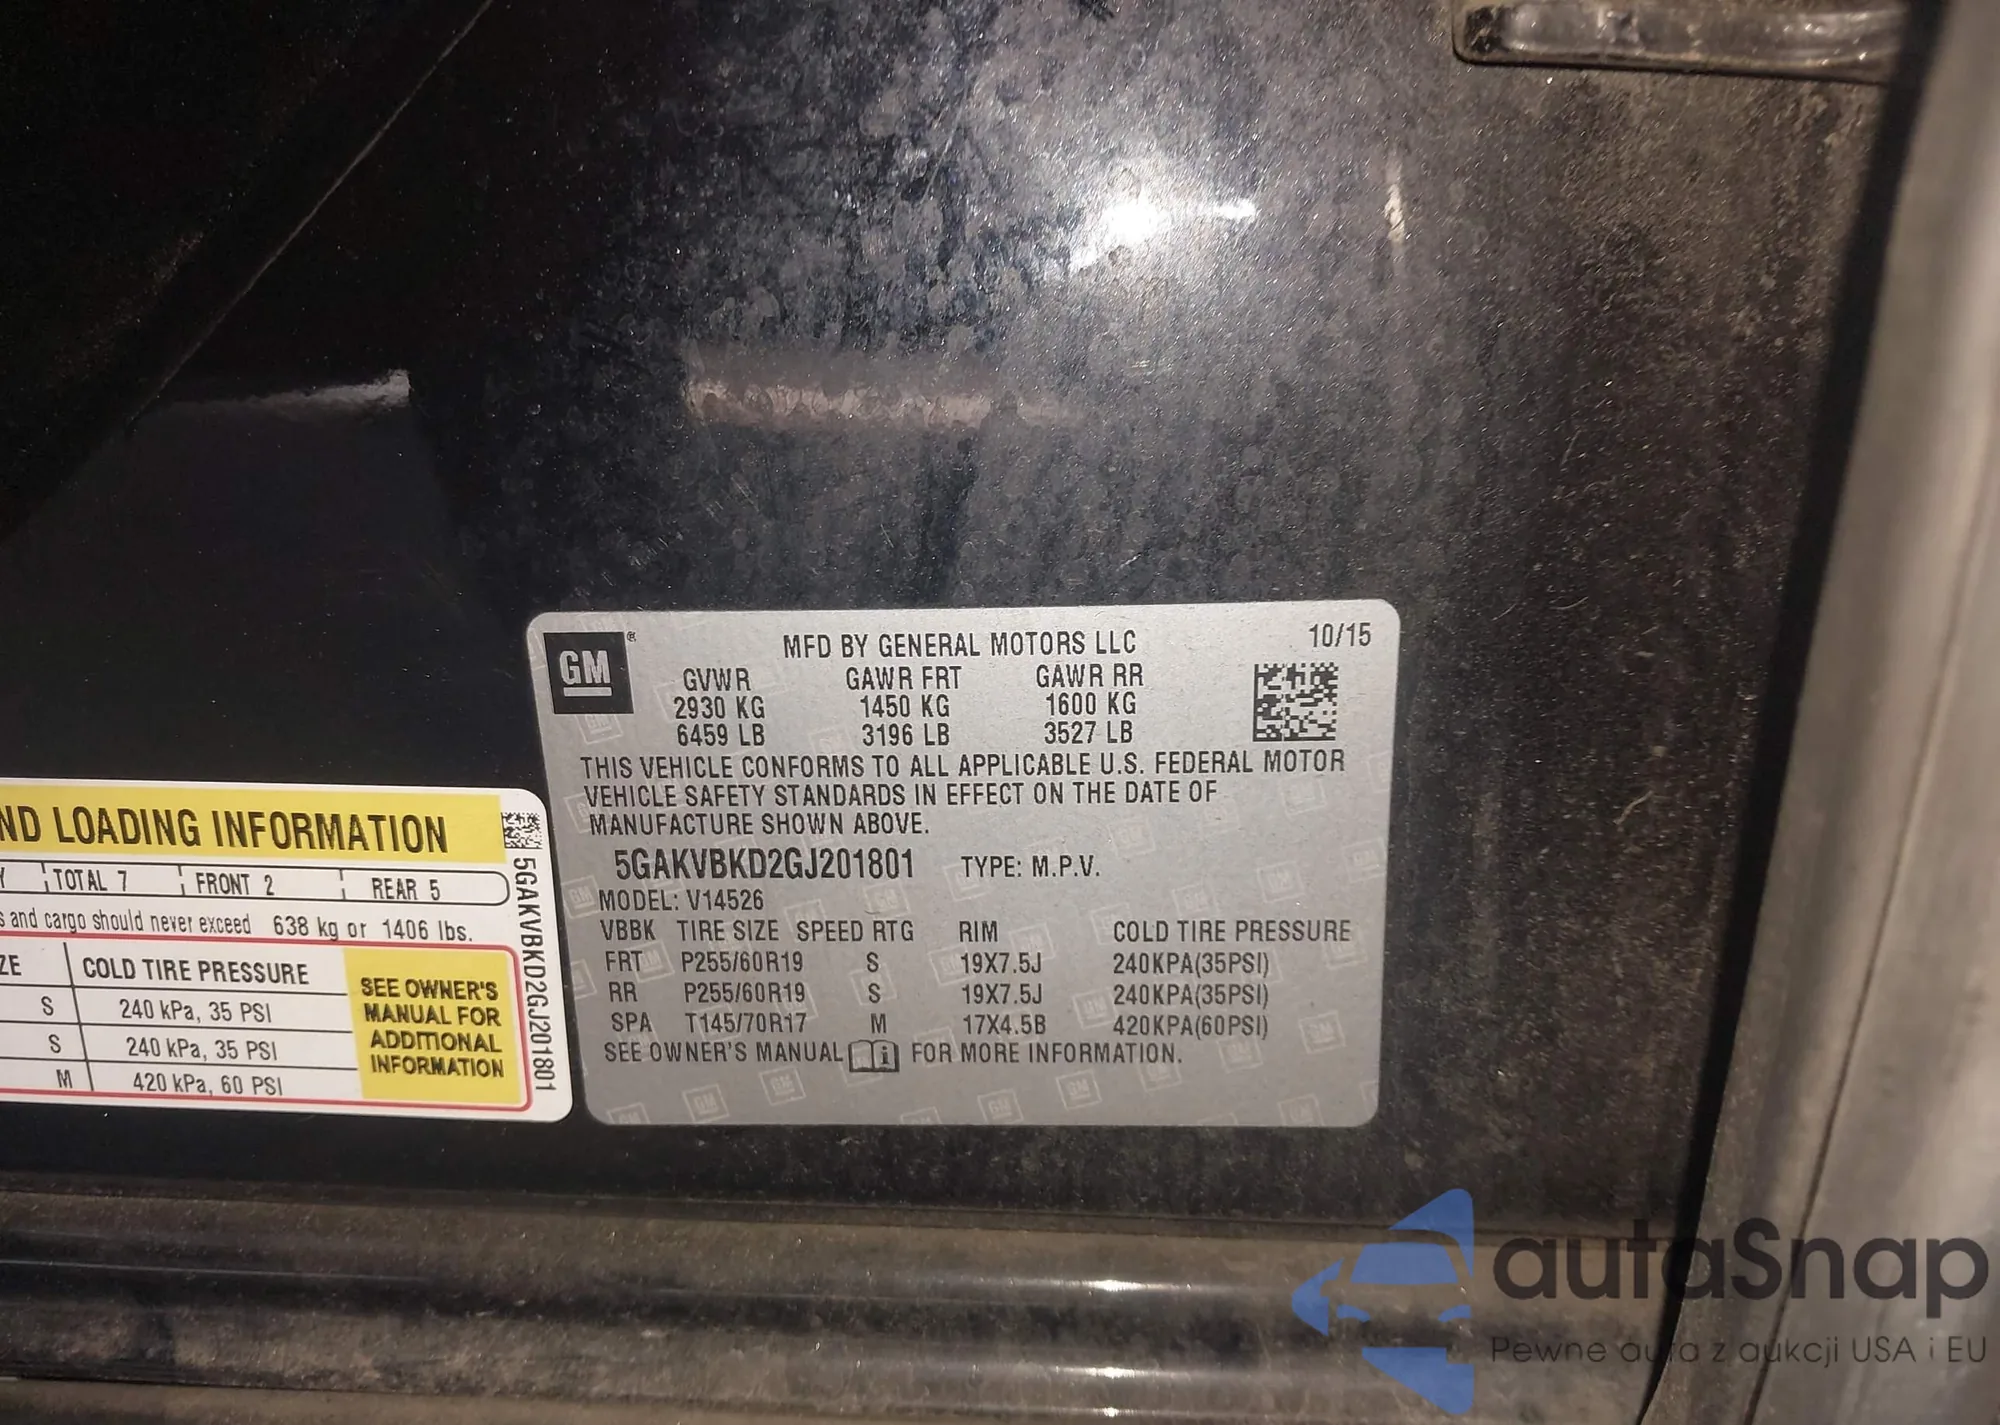 GM ®
MFD BY GENERAL MOTORS LLC
10/15
GVWR GAWR FRT GAWR RR
2930 KG 1450 KG 1600 KG
6459 LB 3196 LB 3527 LB
THIS VEHICLE CONFORMS TO ALL APPLICABLE U.S. FEDERAL MOTOR
VEHICLE SAFETY STANDARDS IN EFFECT ON THE DATE OF
MANUFACTURE SHOWN ABOVE.
5GAKVBKD2GJ201801 TYPE: M.P.V.
MODEL: V14526
VBBK TIRE SIZE SPEED RTG RIM COLD TIRE PRESSURE
FRT P255/60R19 S 19X7.5J 240KPA(35PSI)
RR P255/60R19 S 19X7.5J 240KPA(35PSI)
SPA T145/70R17 M 17X4.5B 420KPA(60PSI)
SEE OWNER'S MANUAL i FOR MORE INFORMATION.
ND LOADING INFORMATION
Y TOTAL 7 FRONT 2 REAR 5
s and cargo should never exceed 638 kg or 1406 lbs.
ZE COLD TIRE PRESSURE
S 240 kPa, 35 PSI
S 240 kPa, 35 PSI
M 420 kPa, 60 PSI
SEE OWNER'S
MANUAL FOR
ADDITIONAL
INFORMATION
5GAKVBKD2GJ201801
autaSnap
Pewne auta z aukcji USA i EU